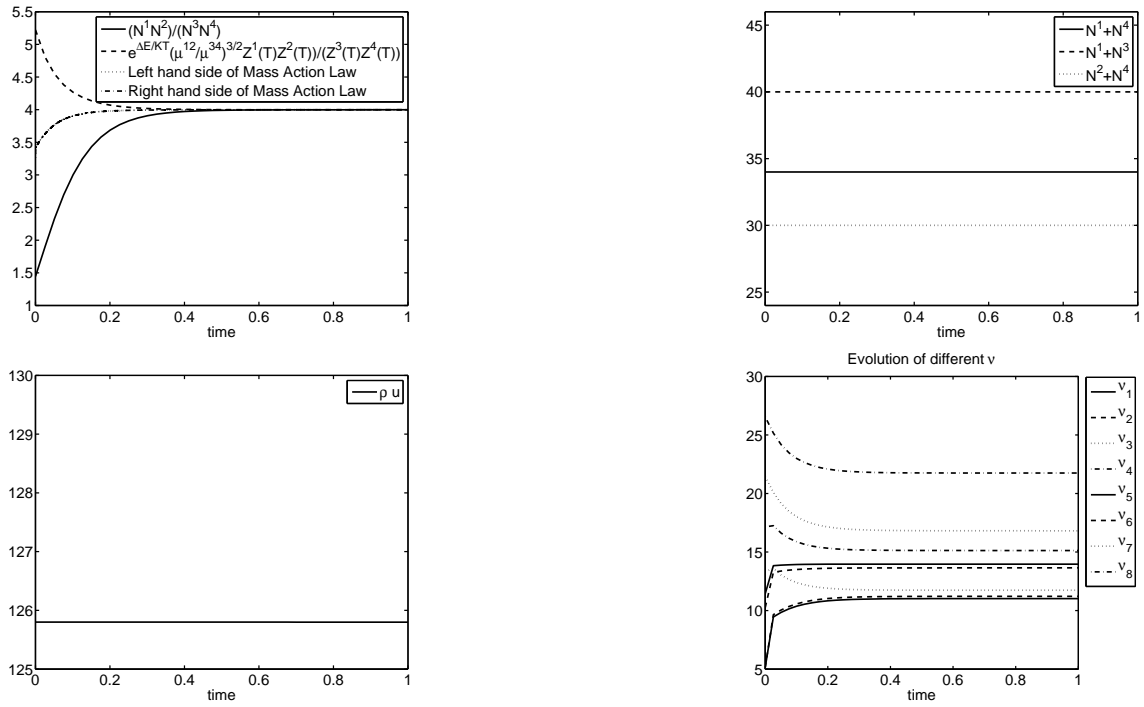 5.5
5
4.5
4
3.5
3
2.5
2
1.5
1
0 0.2 0.4 0.6 0.8 1
time
(N¹N²)/(N³N⁴)
e^{ΔE/KT}(μ¹²/μ³⁴)^{3/2}Z¹(T)Z²(T))/(Z³(T)Z⁴(T))
Left hand side of Mass Action Law
Right hand side of Mass Action Law
45
40
35
30
25
0 0.2 0.4 0.6 0.8 1
time
N¹+N⁴
N¹+N³
N²+N⁴
130
129
128
127
126
125
0 0.2 0.4 0.6 0.8 1
time
ρ u
Evolution of different ν
30
25
20
15
10
5
0 0.2 0.4 0.6 0.8 1
time
ν₁
ν₂
ν₃
ν₄
ν₅
ν₆
ν₇
ν₈